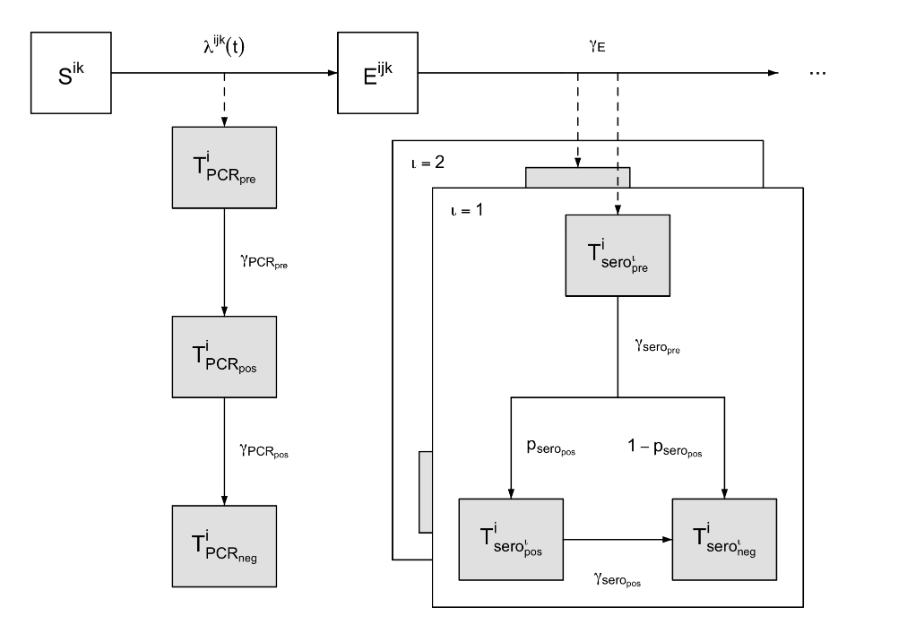 λ^ijk(t)
γ_E
S^ik
E^ijk
...
ι = 2
T^i_PCR_pre
ι = 1
T^i_sero^ι_pre
γ_PCR_pre
γ_sero_pre
T^i_PCR_pos
p_sero_pos
1 – p_sero_pos
γ_PCR_pos
T^i_PCR_neg
T^i_sero^ι_pos
T^i_sero^ι_neg
γ_sero_pos